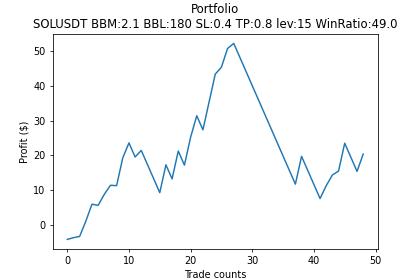 Portfolio
SOLUSDT BBM:2.1 BBL:180 SL:0.4 TP:0.8 lev:15 WinRatio:49.0
50
40
30
20
10
0
Profit ($)
0 10 20 30 40 50
Trade counts